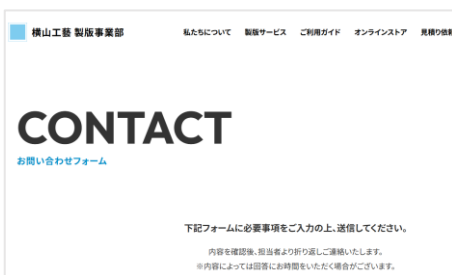 横山工藝 製版事業部
私たちについて 製版サービス ご利用ガイド オンラインストア 見積り依頼
CONTACT
お問い合わせフォーム
下記フォームに必要事項をご入力の上、送信してください。
内容を確認後、担当者より折り返しご連絡いたします。
※内容によっては回答にお時間をいただく場合がございます。